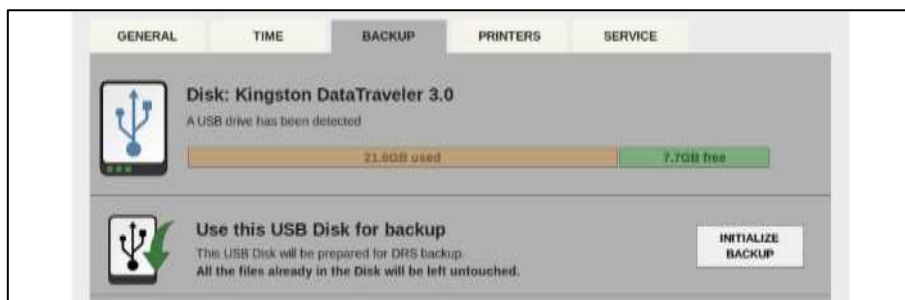 GENERAL TIME BACKUP PRINTERS SERVICE
Disk: Kingston DataTraveler 3.0
A USB drive has been detected
21.6GB used 7.7GB free
Use this USB Disk for backup
This USB Disk will be prepared for DRS backup.
All the files already in the Disk will be left untouched.
INITIALIZE
BACKUP